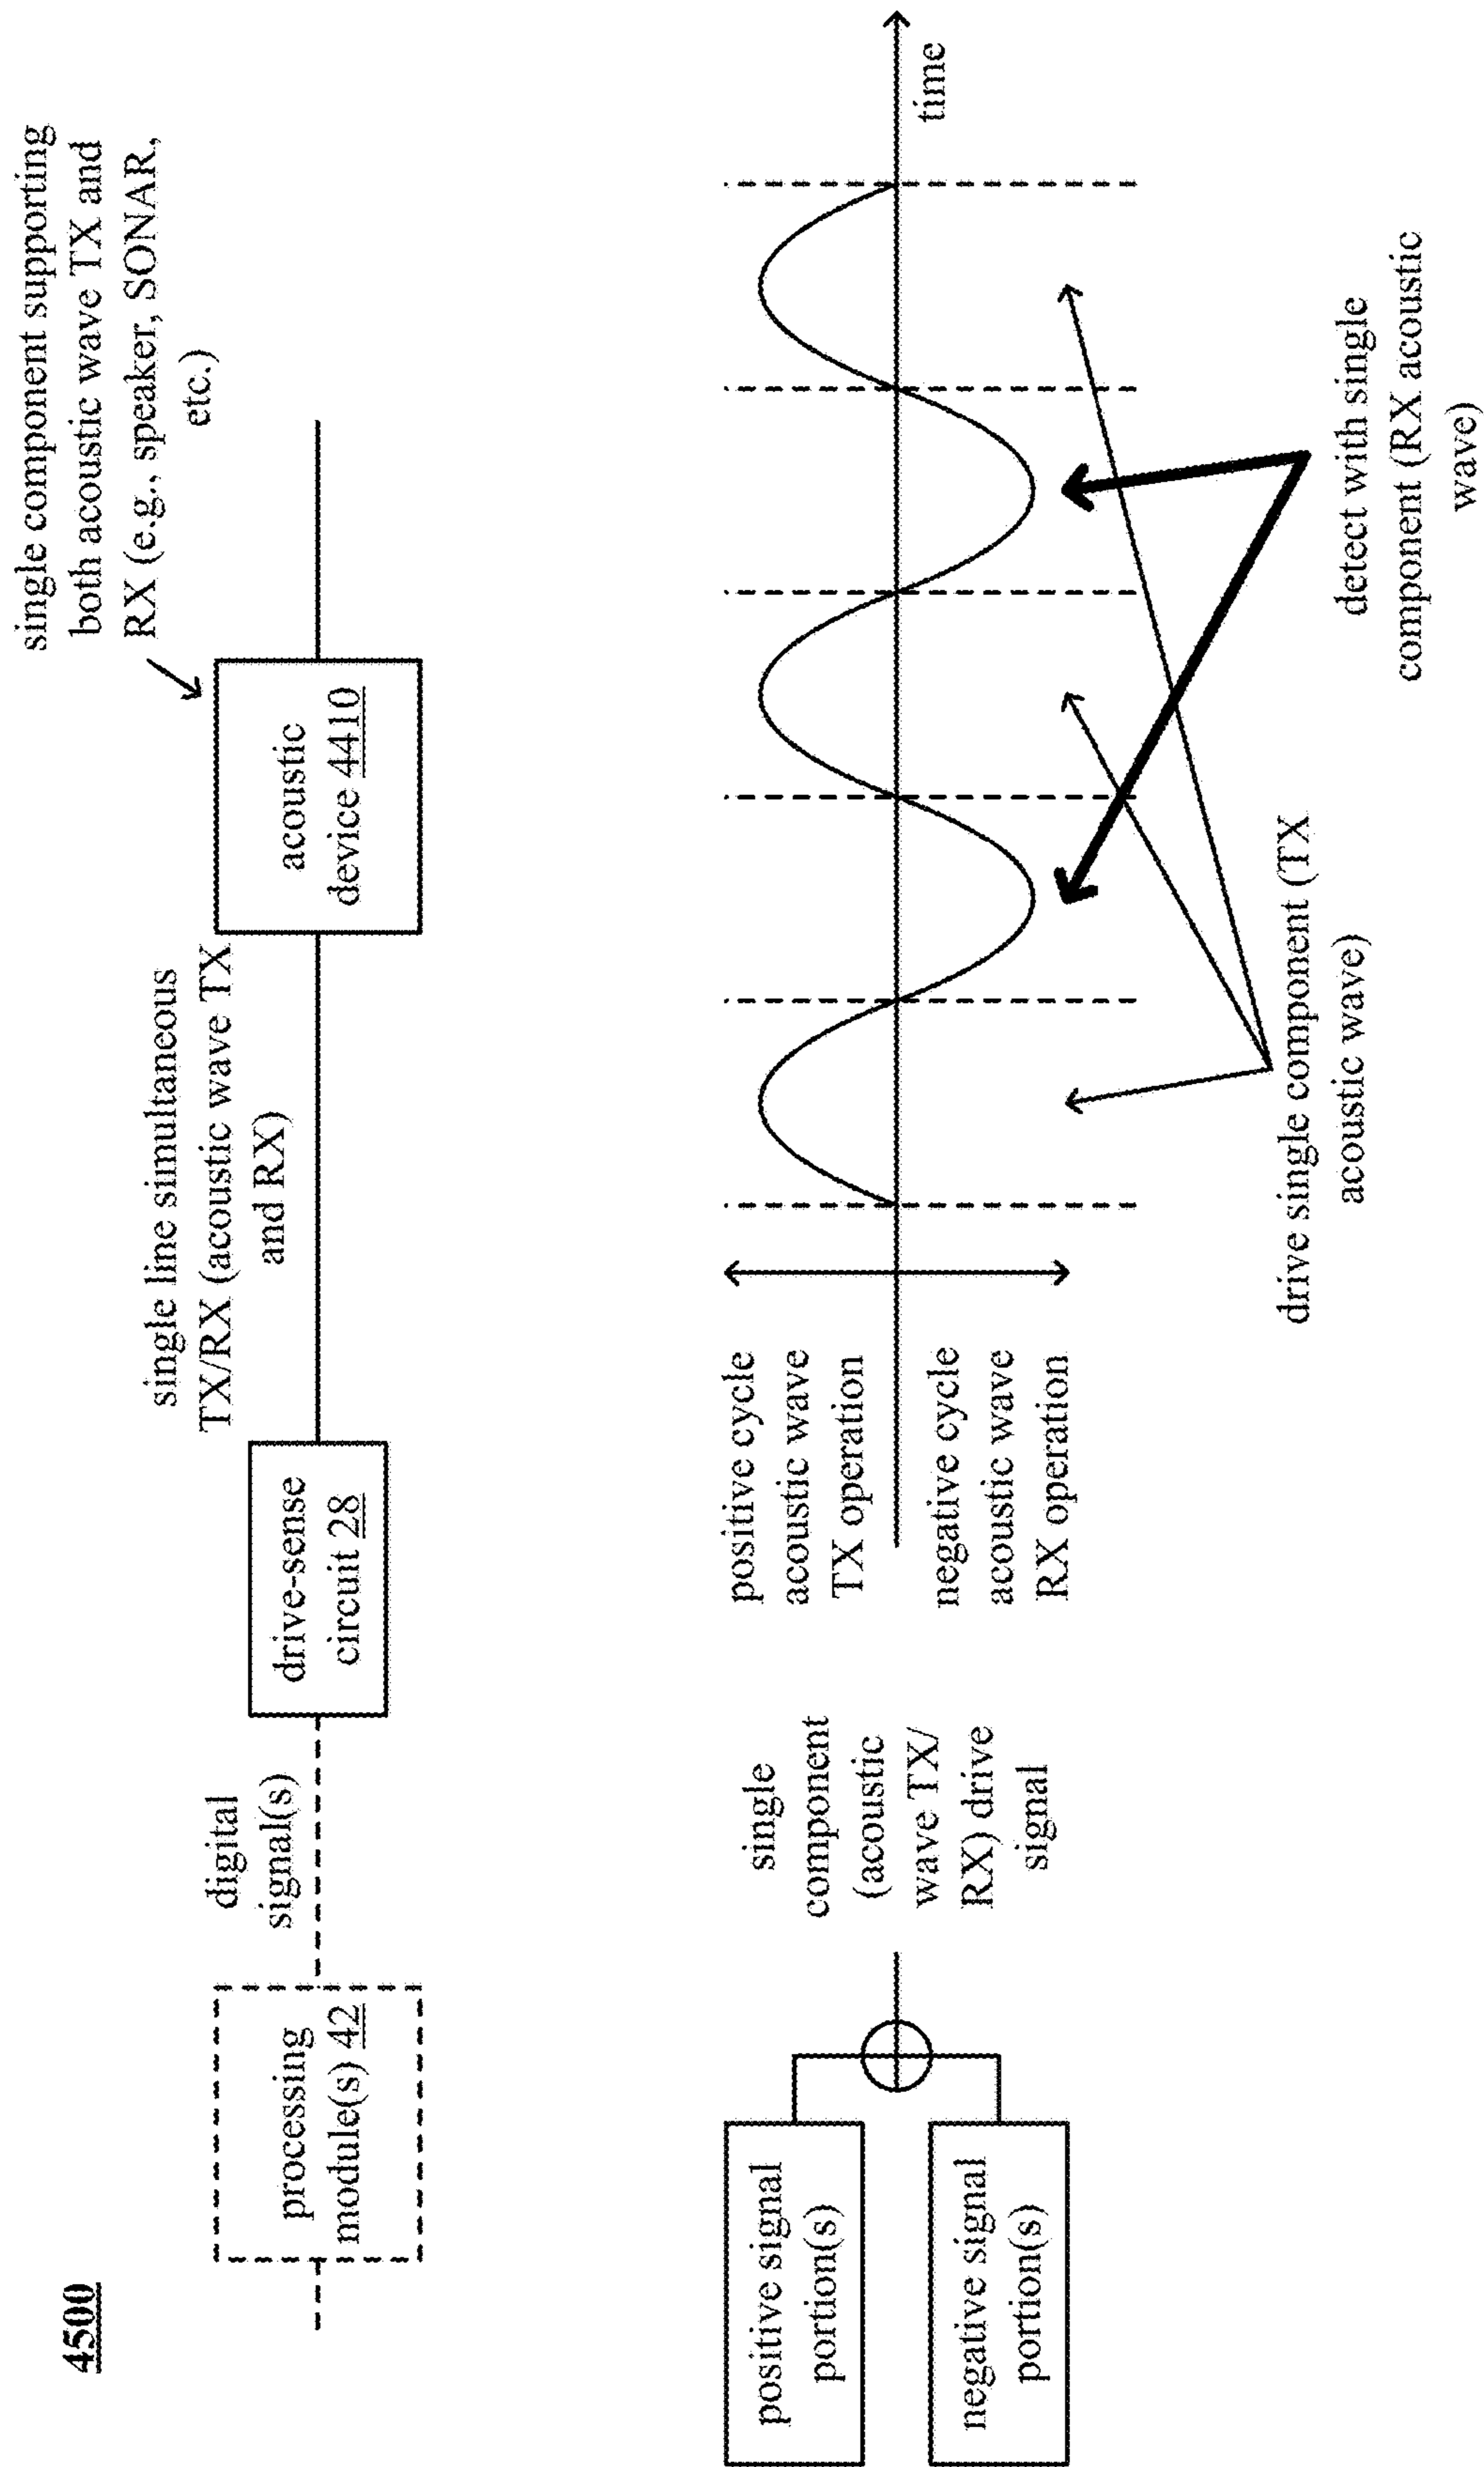 4500
processing
module(s) 42
digital
signal(s)
drive-sense
circuit 28
single line simultaneous
TX/RX (acoustic wave TX
and RX)
acoustic
device 4410
single component supporting
both acoustic wave TX and
RX (e.g., speaker, SONAR,
etc.)
positive signal
portion(s)
negative signal
portion(s)
single
component
(acoustic
wave TX/
RX) drive
signal
positive cycle
acoustic wave
TX operation
negative cycle
acoustic wave
RX operation
time
drive single component (TX
acoustic wave)
detect with single
component (RX acoustic
wave)